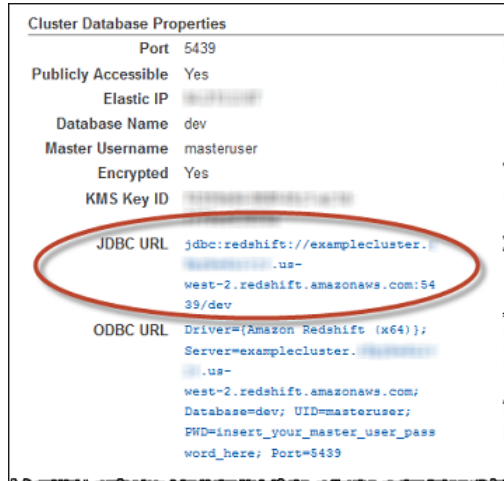 Cluster Database Properties
Port 5439
Publicly Accessible Yes
Elastic IP
Database Name dev
Master Username masteruser
Encrypted Yes
KMS Key ID
JDBC URL jdbc:redshift://examplecluster.
.us-
west-2.redshift.amazonaws.com:54
39/dev
ODBC URL Driver={Amazon Redshift (x64)};
Server=examplecluster.
.us-
west-2.redshift.amazonaws.com;
Database=dev; UID=masteruser;
PWD=insert_your_master_user_pass
word_here; Port=5439